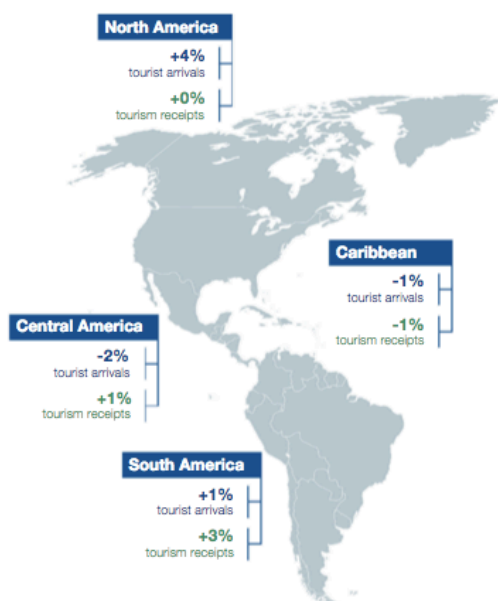 North America
+4%
tourist arrivals
+0%
tourism receipts
Caribbean
-1%
tourist arrivals
-1%
tourism receipts
Central America
-2%
tourist arrivals
+1%
tourism receipts
South America
+1%
tourist arrivals
+3%
tourism receipts